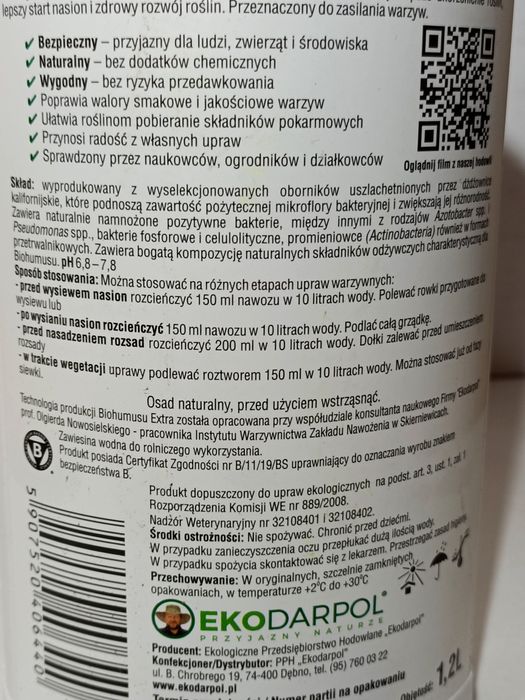 lepszy start nasion i zdrowy rozwój roślin. Przeznaczony do zasilania warzyw.
✔ Bezpieczny – przyjazny dla ludzi, zwierząt i środowiska
✔ Naturalny – bez dodatków chemicznych
✔ Wygodny – bez ryzyka przedawkowania
✔ Poprawia walory smakowe i jakościowe warzyw
✔ Ułatwia roślinom pobieranie składników pokarmowych
✔ Przynosi radość z własnych upraw
✔ Sprawdzony przez naukowców, ogrodników i działkowców
Oglądnij film z naszej hodowli
Skład: wyprodukowany z wyselekcjonowanych oborników uszlachetnionych przez dżdżownice
kalifornijskie, które podnoszą zawartość pożytecznej mikroflory bakteryjnej i zwiększają jej różnorodność.
Zawiera naturalnie namnożone pozytywne bakterie, między innymi z rodzajów Azotobacter spp. i
Pseudomonas spp., bakterie fosforowe i celulolityczne, promieniowce (Actinobacteria) również w formach
przetrwalnikowych. Zawiera bogatą kompozycję naturalnych składników odżywczych charakterystyczną dla
Biohumusu. pH 6,8–7,8
Sposób stosowania: Można stosować na różnych etapach upraw warzywnych:
- przed wysiewem nasion rozcieńczyć 150 ml nawozu w 10 litrach wody. Polewać rowki przygotowane do
wysiewu lub
- po wysianiu nasion rozcieńczyć 150 ml nawozu w 10 litrach wody. Podlać całą grządkę.
- przed nasadzeniem rozsad rozcieńczyć 200 ml w 10 litrach wody. Dołki zalewać przed umieszczeniem
rozsady
- w trakcie wegetacji uprawy podlewać roztworem 150 ml w 10 litrach wody. Można stosować już od fazy
siewki.
Osad naturalny, przed użyciem wstrząsnąć.
Technologia produkcji Biohumusu Extra została opracowana przy współudziale konsultanta naukowego Firmy "Ekodarpol"
prof. Olgierda Nowosielskiego - pracownika Instytutu Warzywnictwa Zakładu Nawożenia w Skierniewicach.
B
Zawiesina wodna do rolniczego wykorzystania.
Produkt posiada Certyfikat Zgodności nr B/11/19/BS uprawniający do oznaczania wyrobu znakiem
bezpieczeństwa B.
Produkt dopuszczony do upraw ekologicznych na podst. art. 3, ust. 1, zał. 1
Rozporządzenia Komisji WE nr 889/2008.
Nadzór Weterynaryjny nr 32108401 i 32108402.
Środki ostrożności: Nie spożywać. Chronić przed dziećmi.
W przypadku zanieczyszczenia oczu przepłukać dużą ilością wody.
W przypadku spożycia skontaktować się z lekarzem. Przestrzegać zasad higieny.
Przechowywanie: W oryginalnych, szczelnie zamkniętych
opakowaniach, w temperaturze +2°C do +30°C
EKODARPOL®
PRZYJAZNY NATURZE
Producent: Ekologiczne Przedsiębiorstwo Hodowlane „Ekodarpol"
Konfekcjoner/Dystrybutor: PPH „Ekodarpol"
ul. B. Chrobrego 19, 74-400 Dębno, tel. (95) 760 03 22
www.ekodarpol.pl
1,2L
5 907520 406440
numer partii na opakowaniu